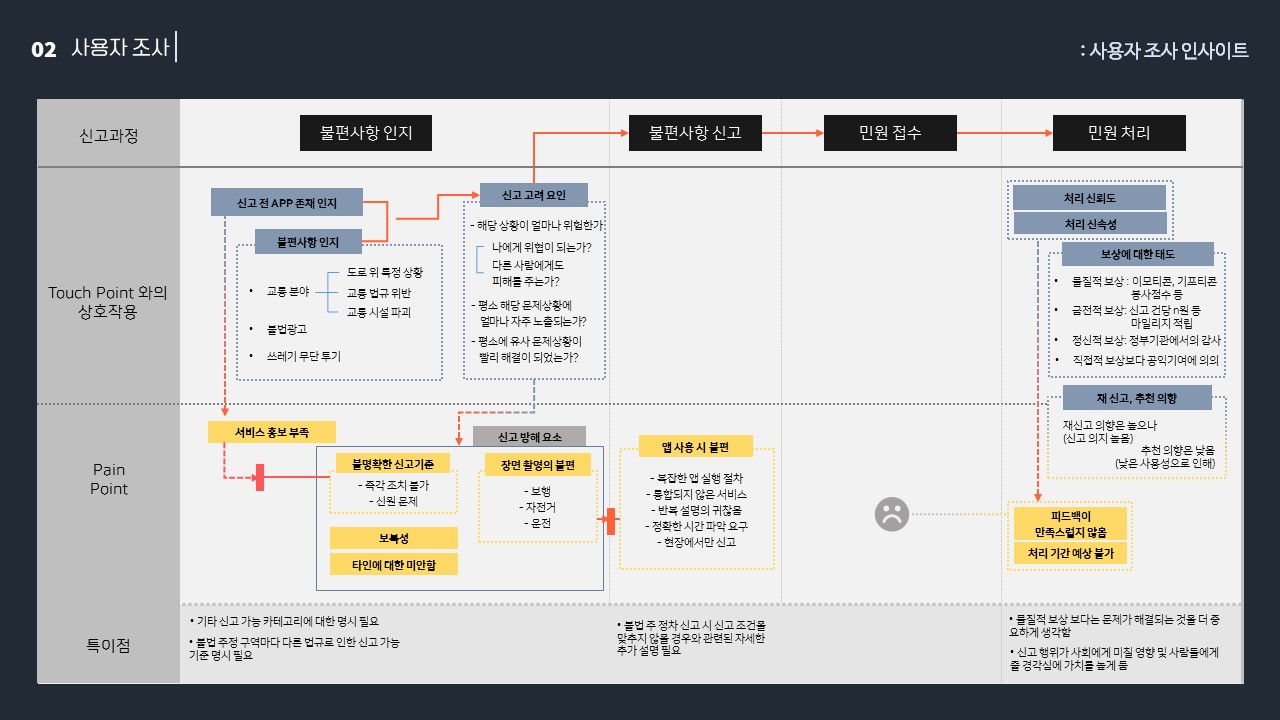 02 사용자 조사
: 사용자 조사 인사이트
신고과정
불편사항 인지
불편사항 신고
민원 접수
민원 처리
Touch Point 와의
상호작용
신고 전 APP 존재 인지
불편사항 인지
• 교통 분야
도로 위 특정 상황
교통 법규 위반
교통 시설 파괴
• 불법광고
• 쓰레기 무단 투기
신고 고려 요인
- 해당 상황이 얼마나 위험한가
나에게 위험이 되는가?
다른 사람에게도
피해를 주는가?
- 평소 해당 문제상황에
얼마나 자주 노출되는가?
- 평소에 유사 문제상황이
빨리 해결이 되었는가?
처리 신뢰도
처리 신속성
보상에 대한 태도
• 물질적 보상 : 이모티콘, 기프티콘
봉사점수 등
• 금전적 보상: 신고 건당 n원 등
마일리지 적립
• 정신적 보상: 정부기관에서의 감사
• 직접적 보상보다 공익기여에 의의
재 신고, 추천 의향
재신고 의향은 높으나
(신고 의지 높음)
추천 의향은 낮음
(낮은 사용성으로 인해)
Pain
Point
서비스 홍보 부족
신고 방해 요소
불명확한 신고기준
- 즉각 조치 불가
- 신원 문제
보복성
타인에 대한 미안함
장면 촬영의 불편
- 보행
- 자전거
- 운전
앱 사용 시 불편
- 복잡한 앱 실행 절차
- 통합되지 않은 서비스
- 반복 설명의 귀찮음
- 정확한 시간 파악 요구
- 현장에서만 신고
피드백이
만족스럽지 않음
처리 기간 예상 불가
특이점
• 기타 신고 가능 카테고리에 대한 명시 필요
• 불법 주정 구역마다 다른 법규로 인한 신고 가능
기준 명시 필요
• 불법 주 정차 신고 시 신고 조건을
맞추지 않을 경우와 관련된 자세한
추가 설명 필요
• 물질적 보상 보다는 문제가 해결되는 것을 더 중
요하게 생각함
• 신고 행위가 사회에게 미칠 영향 및 사람들에게
줄 경각심에 가치를 높게 둠